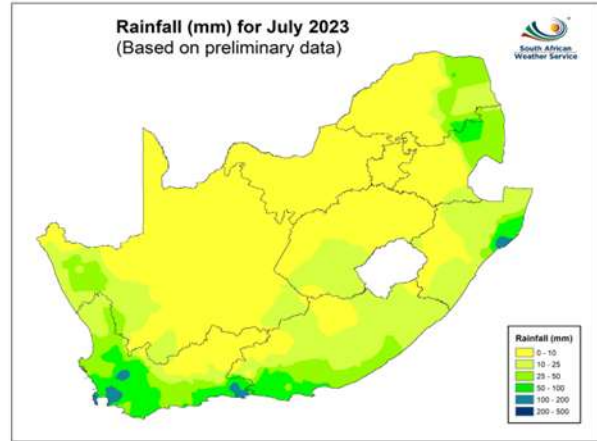 Rainfall (mm) for July 2023
(Based on preliminary data)
South African
Weather Service
Rainfall (mm)
0 - 10
10 - 25
25 - 50
50 - 100
100 - 200
200 - 500